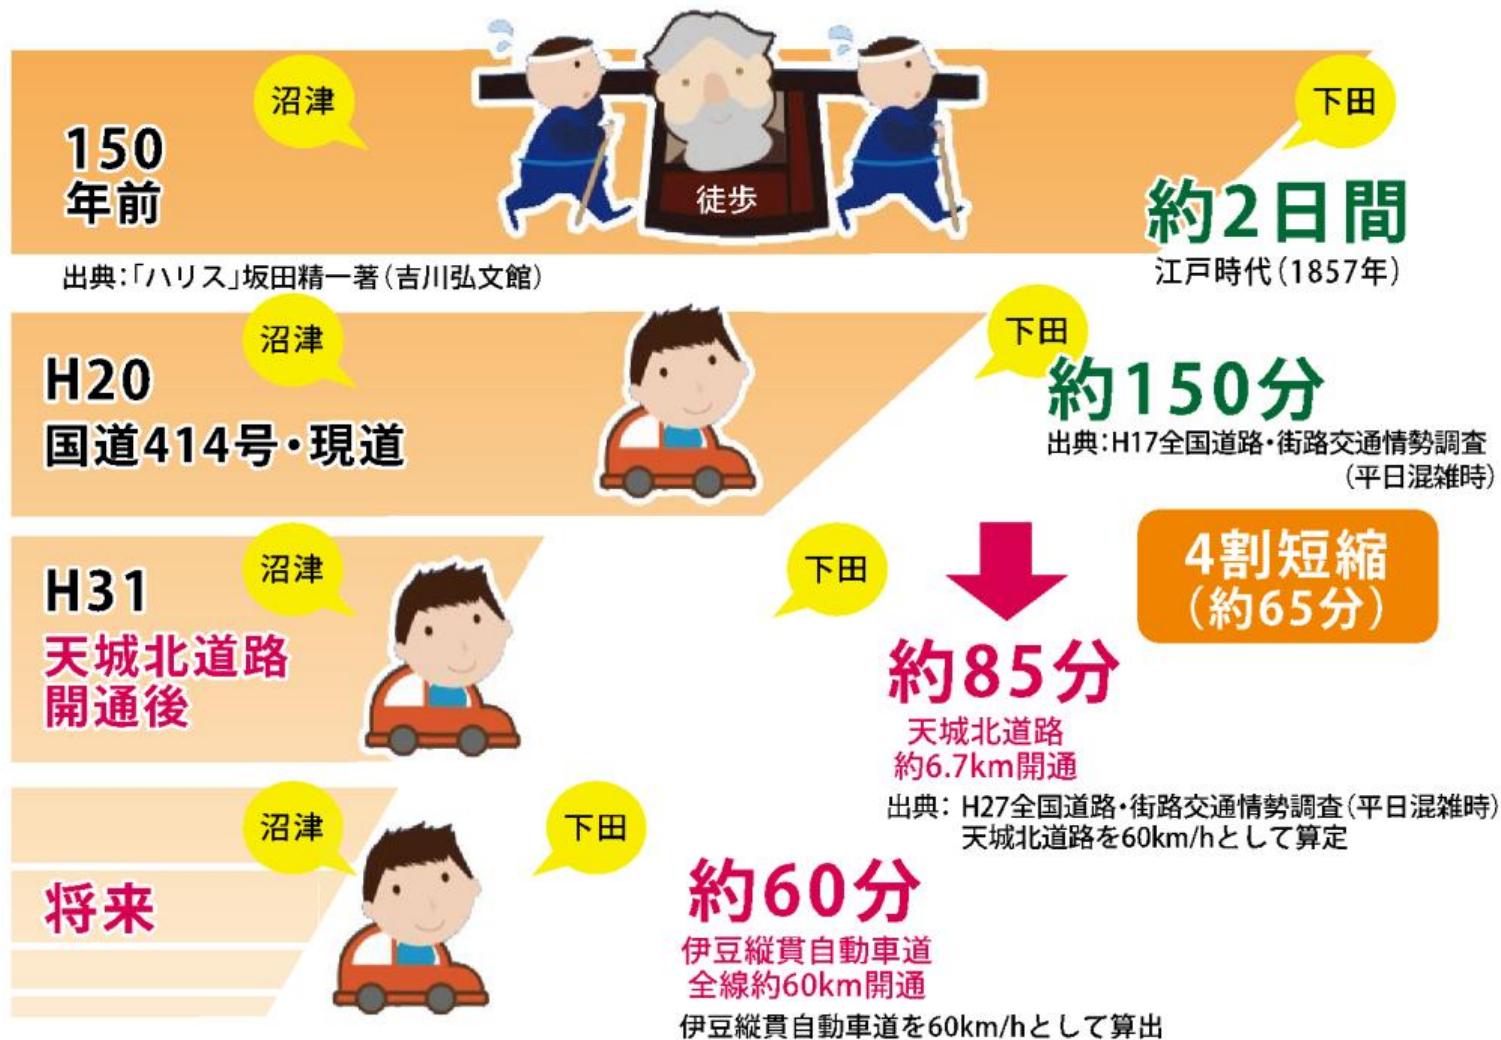 沼津
下田
150
年前
徒歩
約2日間
江戸時代(1857年)
出典:「ハリス」坂田精一著(吉川弘文館)
沼津
下田
H20
国道414号・現道
約150分
出典:H17全国道路・街路交通情勢調査
(平日混雑時)
沼津
下田
4割短縮
(約65分)
H31
天城北道路
開通後
約85分
天城北道路
約6.7km開通
出典: H27全国道路・街路交通情勢調査(平日混雑時)
天城北道路を60km/hとして算定
沼津
下田
将来
約60分
伊豆縦貫自動車道
全線約60km開通
伊豆縦貫自動車道を60km/hとして算出